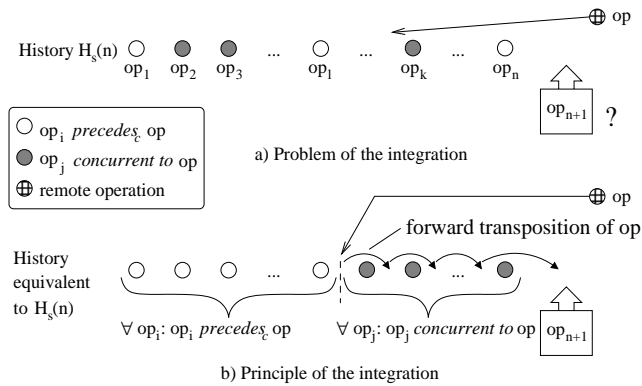 op
History H_s(n)
...
...
...
op_1
op_2
op_3
op_l
op_k
op_n
op_{n+1}
?
op_i precedes_c op
op_j concurrent to op
remote operation
a) Problem of the integration
op
forward transposition of op
History
equivalent
to H_s(n)
...
...
∀ op_i: op_i precedes_c op
∀ op_j: op_j concurrent to op
op_{n+1}
b) Principle of the integration